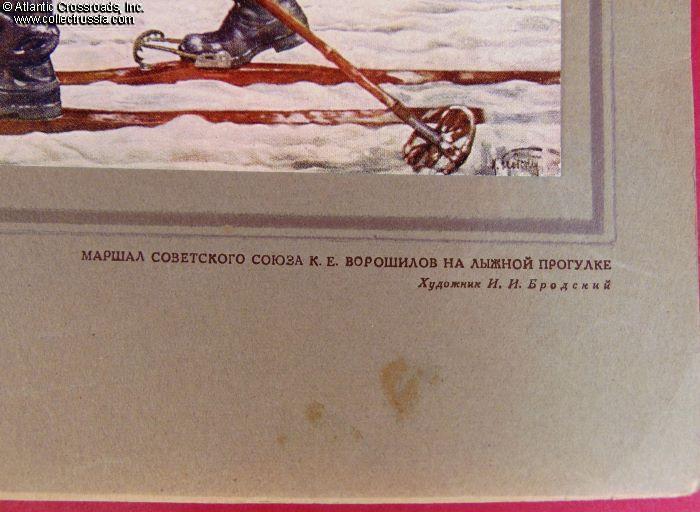 © Atlantic Crossroads, Inc.
www.collectrussia.com
МАРШАЛ СОВЕТСКОГО СОЮЗА К. Е. ВОРОШИЛОВ НА ЛЫЖНОЙ ПРОГУЛКЕ
Художник И. И. Бродский